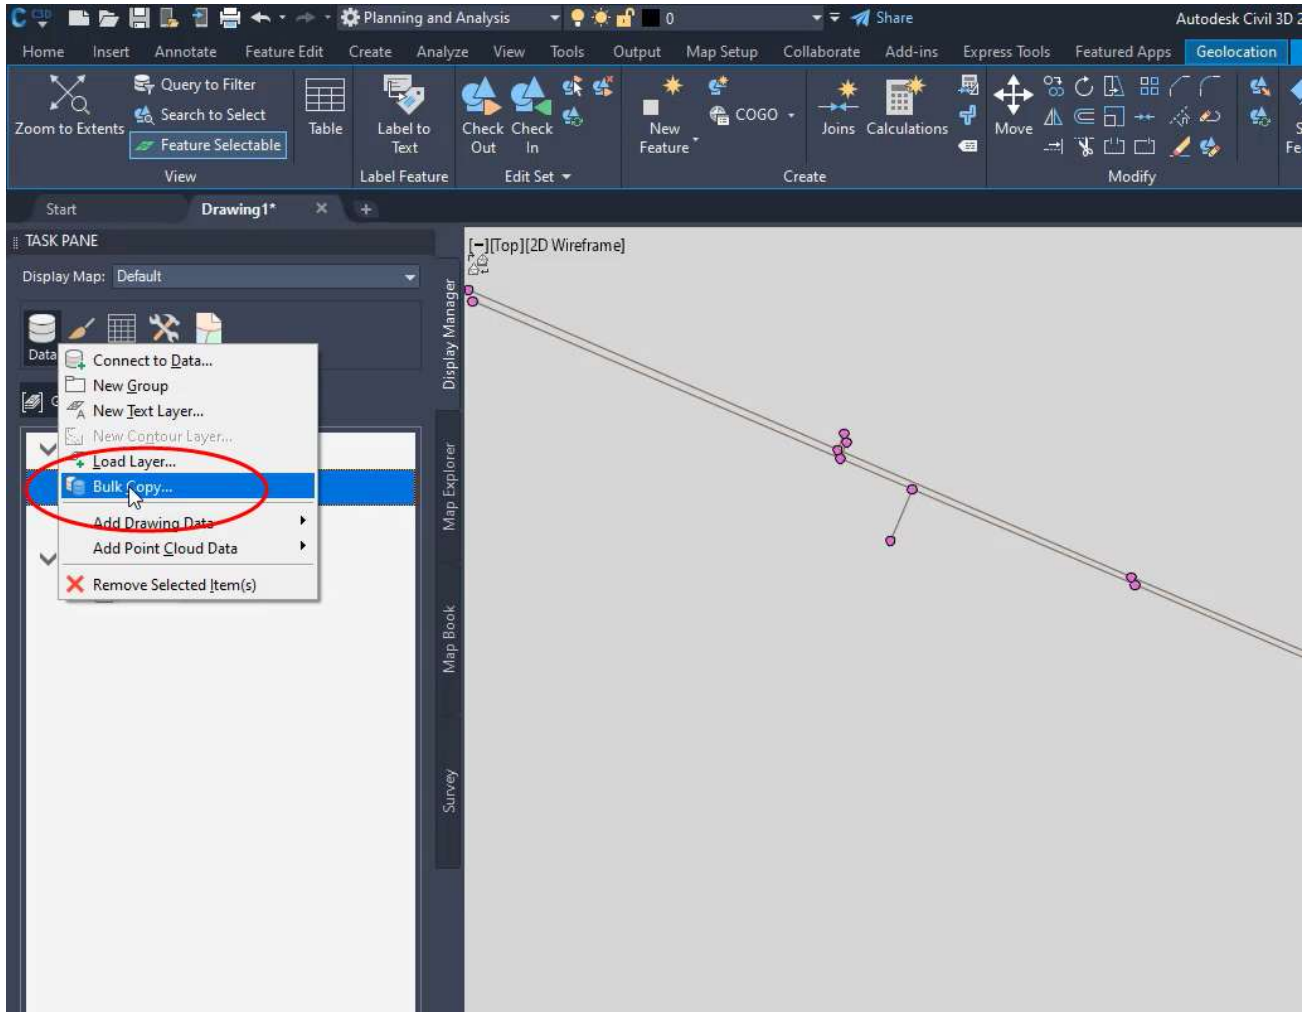 C3D Planning and Analysis 0 Share Autodesk Civil 3D 2
Home Insert Annotate Feature Edit Create Analyze View Tools Output Map Setup Collaborate Add-ins Express Tools Featured Apps Geolocation
Query to Filter
Search to Select
Feature Selectable
Zoom to Extents
View
Table
Label to
Text
Label Feature
Check Out
Check In
Edit Set
New
Feature
COGO
Joins
Calculations
Create
Move
Modify
S
Fe
Start Drawing1* +
TASK PANE
Display Map: Default
Data
Connect to Data...
New Group
New Text Layer...
New Contour Layer...
Load Layer...
Bulk Copy...
Add Drawing Data
Add Point Cloud Data
Remove Selected Item(s)
Display Manager
Map Explorer
Map Book
Survey
[–][Top][2D Wireframe]